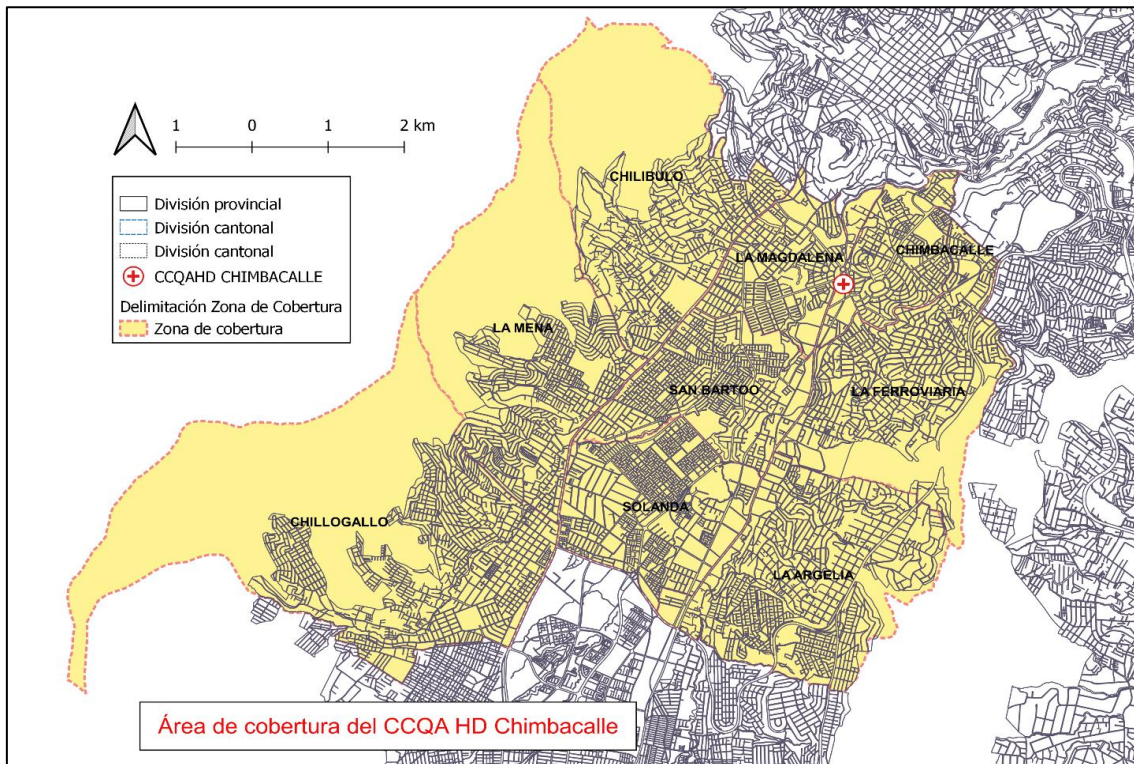 1 0 1 2 km
División provincial
División cantonal
División cantonal
CCQAHD CHIMBACALLE
Delimitación Zona de Cobertura
Zona de cobertura
CHILIBULO
LA MAGDALENA
CHIMBACALLE
LA MENA
SAN BARTOO
LA FERROVIARIA
CHILLOGALLO
SOLANDA
LA ARGELIA
Área de cobertura del CCQA HD Chimbacalle